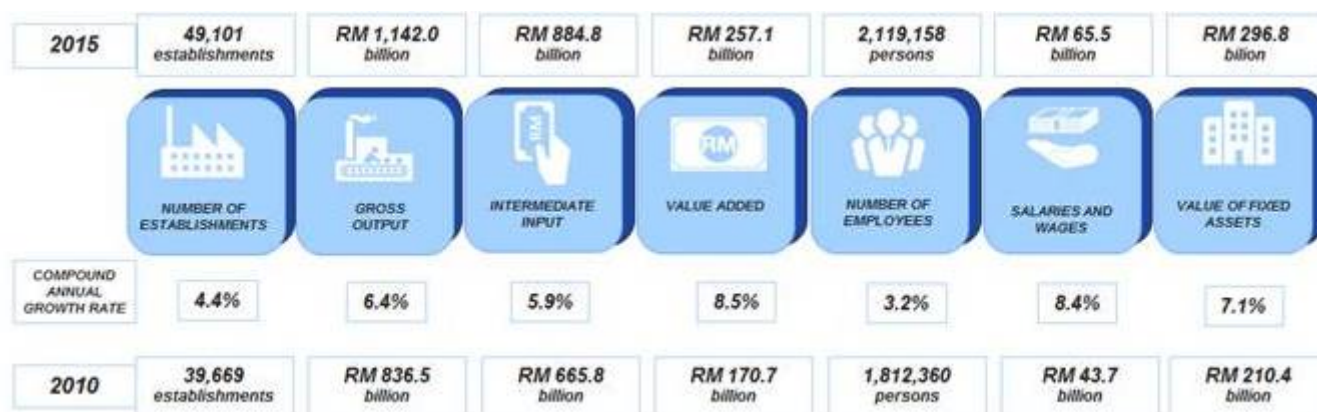 2015
49,101
establishments
RM 1,142.0
billion
RM 884.8
billion
RM 257.1
billion
2,119,158
persons
RM 65.5
billion
RM 296.8
bilion
RM
RM
NUMBER OF
ESTABLISHMENTS
GROSS
OUTPUT
INTERMEDIATE
INPUT
VALUE ADDED
NUMBER OF
EMPLOYEES
SALARIES AND
WAGES
VALUE OF FIXED
ASSETS
COMPOUND
ANNUAL
GROWTH RATE
4.4%
6.4%
5.9%
8.5%
3.2%
8.4%
7.1%
2010
39,669
establishments
RM 836.5
billion
RM 665.8
billion
RM 170.7
billion
1,812,360
persons
RM 43.7
billion
RM 210.4
billion